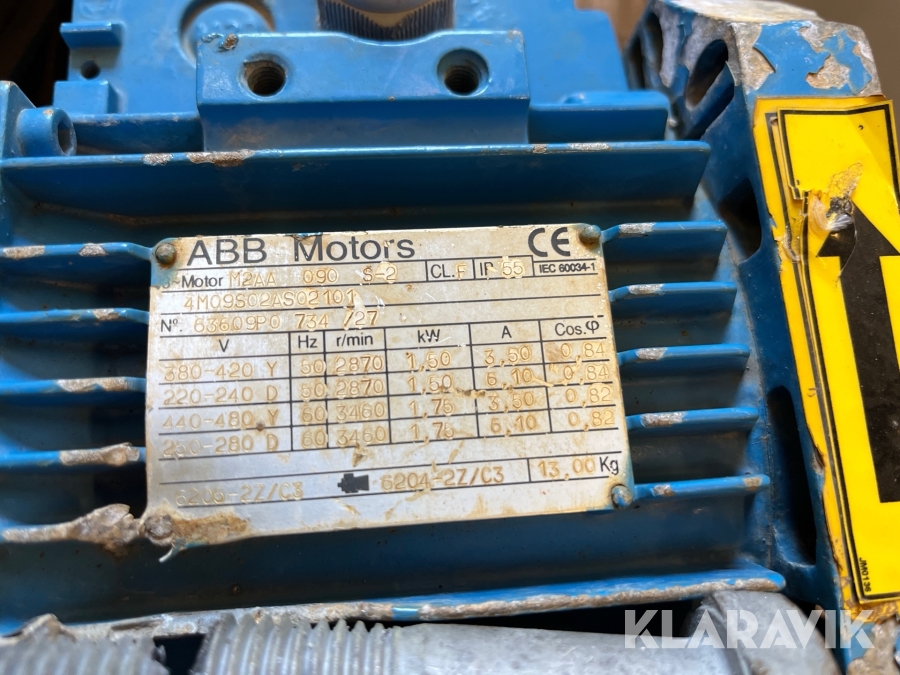 ABB Motors CE
3~Motor M2AA 090 S-2 CL.F IP 55 IEC 60034-1
4M09S02AS02101
Nº. 63609P0 734 /27
V Hz r/min kW A Cos.φ
380-420 Y 50 2870 1,50 3,50 0,84
220-240 D 50 2870 1,50 6,10 0,84
440-480 Y 60 3460 1,75 3,50 0,82
250-280 D 60 3460 1,75 6,10 0,82
6205-2Z/C3 6204-2Z/C3 13,00 Kg
KLARAVIK